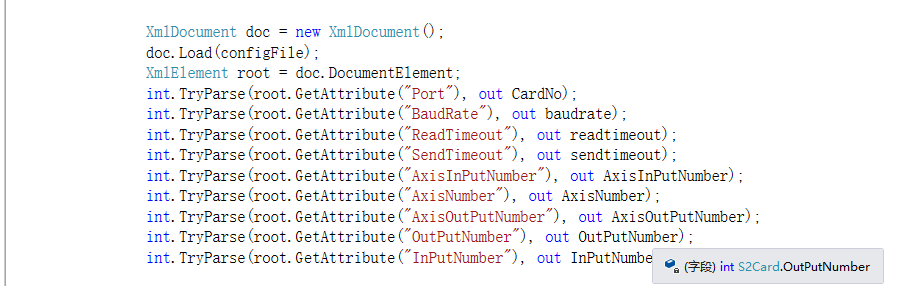 XmlDocument doc = new XmlDocument();
doc.Load(configFile);
XmlElement root = doc.DocumentElement;
int.TryParse(root.GetAttribute("Port"), out CardNo);
int.TryParse(root.GetAttribute("BaudRate"), out baudrate);
int.TryParse(root.GetAttribute("ReadTimeout"), out readtimeout);
int.TryParse(root.GetAttribute("SendTimeout"), out sendtimeout);
int.TryParse(root.GetAttribute("AxisInPutNumber"), out AxisInPutNumber);
int.TryParse(root.GetAttribute("AxisNumber"), out AxisNumber);
int.TryParse(root.GetAttribute("AxisOutPutNumber"), out AxisOutPutNumber);
int.TryParse(root.GetAttribute("OutPutNumber"), out OutPutNumber);
int.TryParse(root.GetAttribute("InPutNumber"), out InPutNumbe
(字段) int S2Card.OutPutNumber